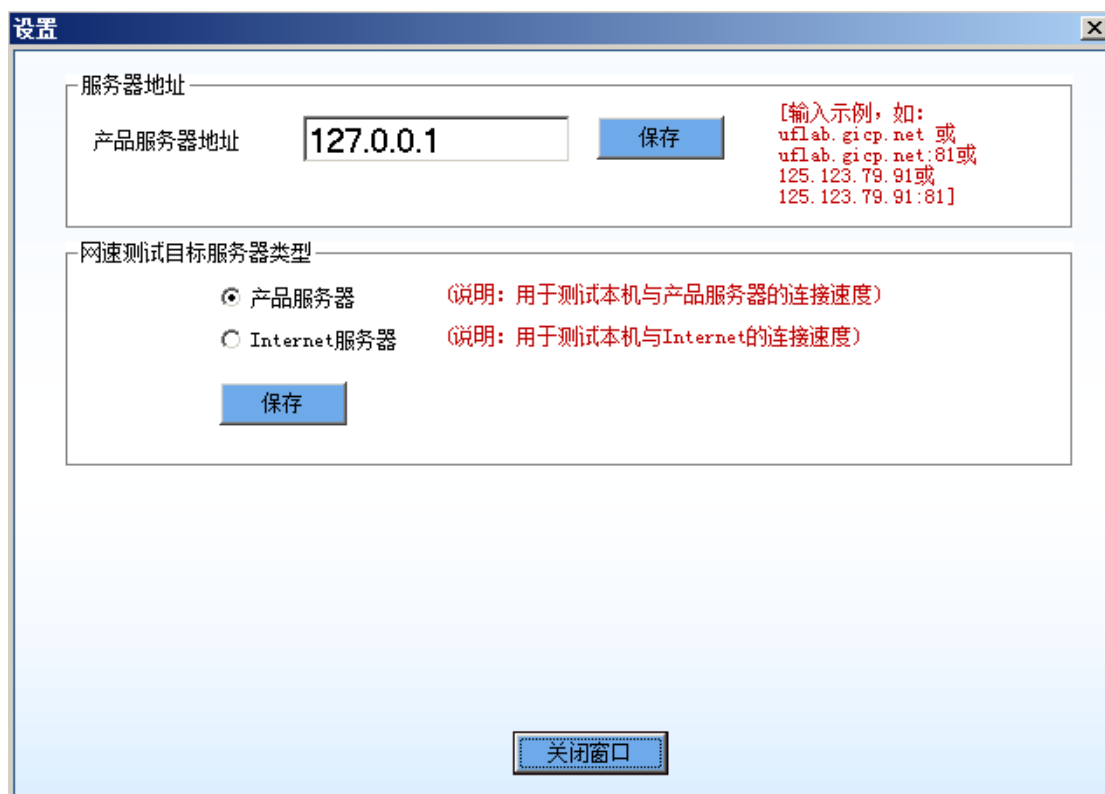 设置
服务器地址
产品服务器地址
127.0.0.1
保存
[输入示例，如：
uflab.gicp.net 或
uflab.gicp.net:81或
125.123.79.91或
125.123.79.91:81]
网速测试目标服务器类型
产品服务器
(说明：用于测试本机与产品服务器的连接速度)
Internet服务器
(说明：用于测试本机与Internet的连接速度)
保存
关闭窗口